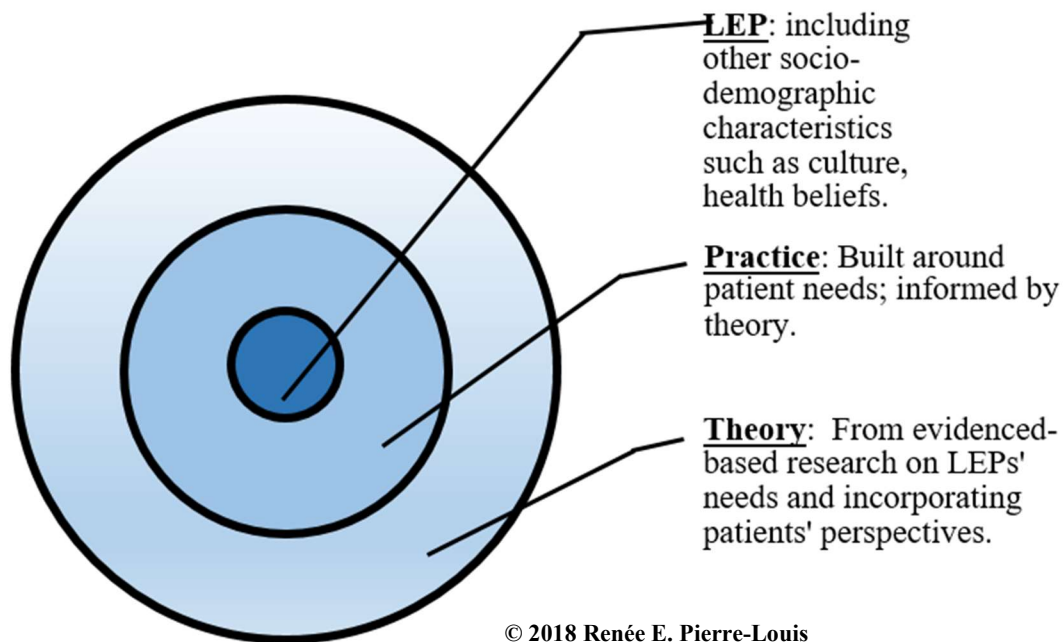 LEP: including
other socio-
demographic
characteristics
such as culture,
health beliefs.
Practice: Built around
patient needs; informed by
theory.
Theory: From evidenced-
based research on LEPs'
needs and incorporating
patients' perspectives.
© 2018 Renée E. Pierre-Louis